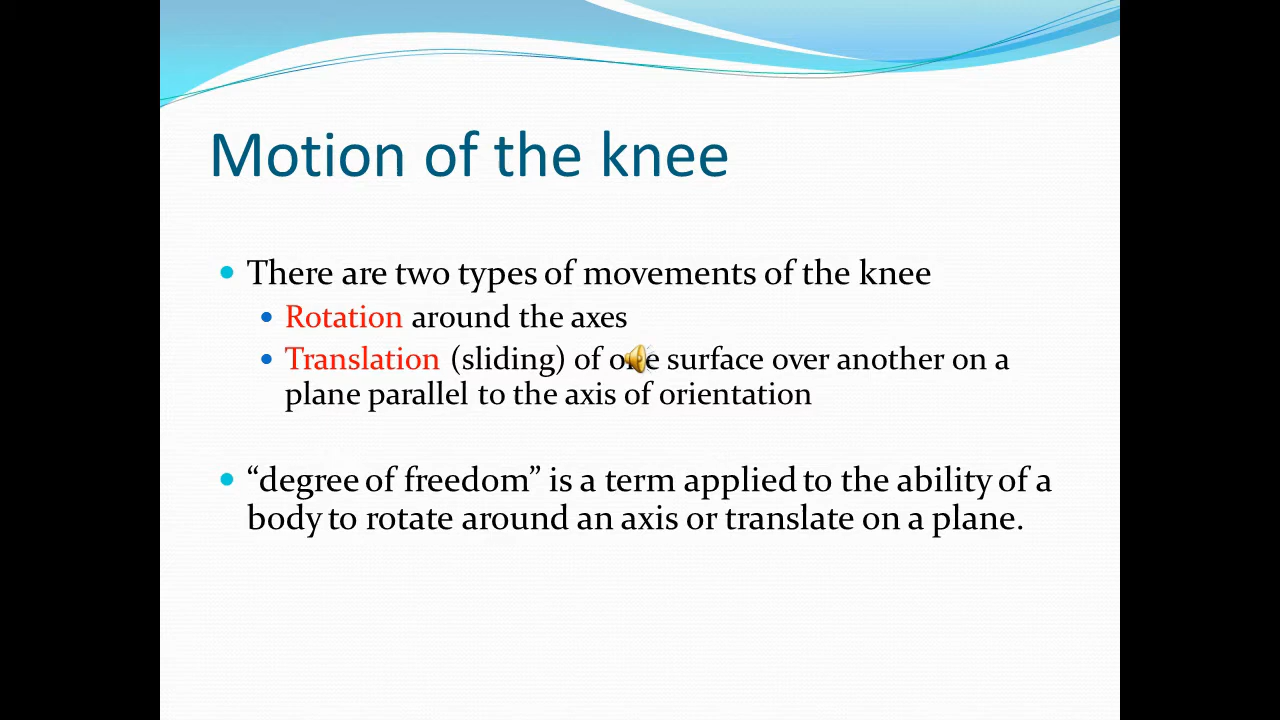 Motion of the knee
There are two types of movements of the knee
Rotation around the axes
Translation (sliding) of one surface over another on a
plane parallel to the axis of orientation
“degree of freedom” is a term applied to the ability of a
body to rotate around an axis or translate on a plane.